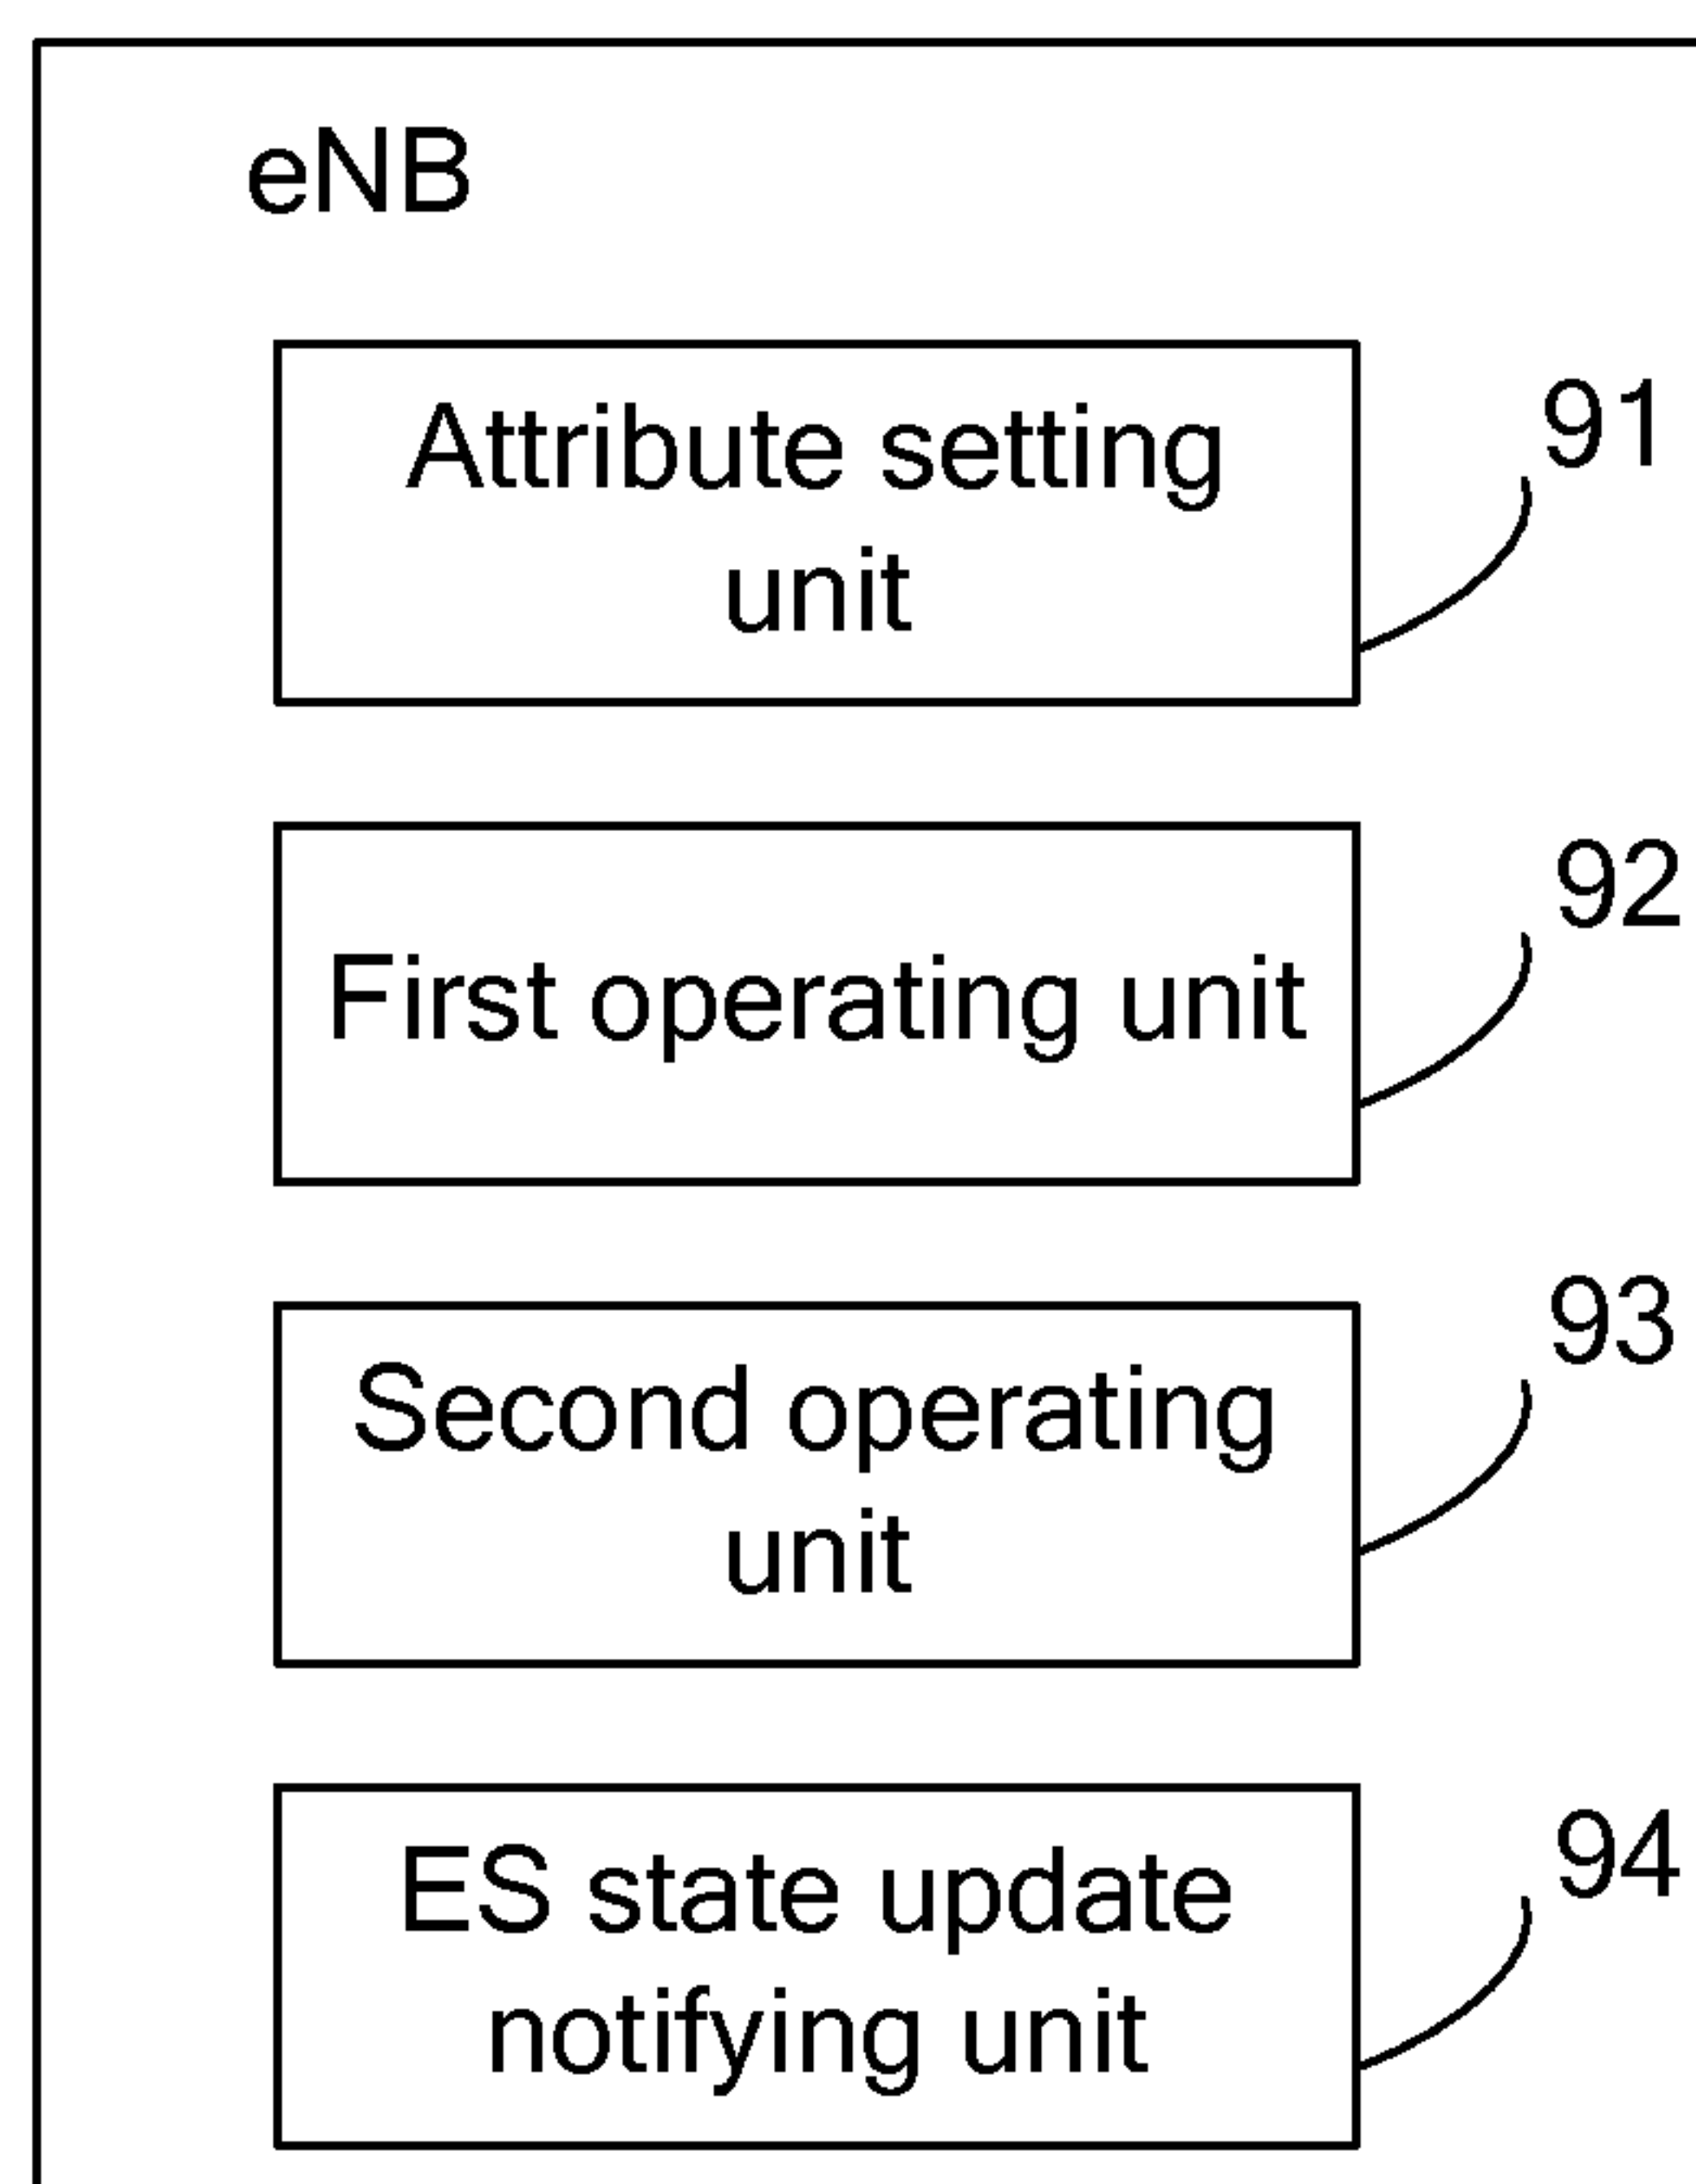 eNB
Attribute setting
unit
91
First operating unit
92
Second operating
unit
93
ES state update
notifying unit
94